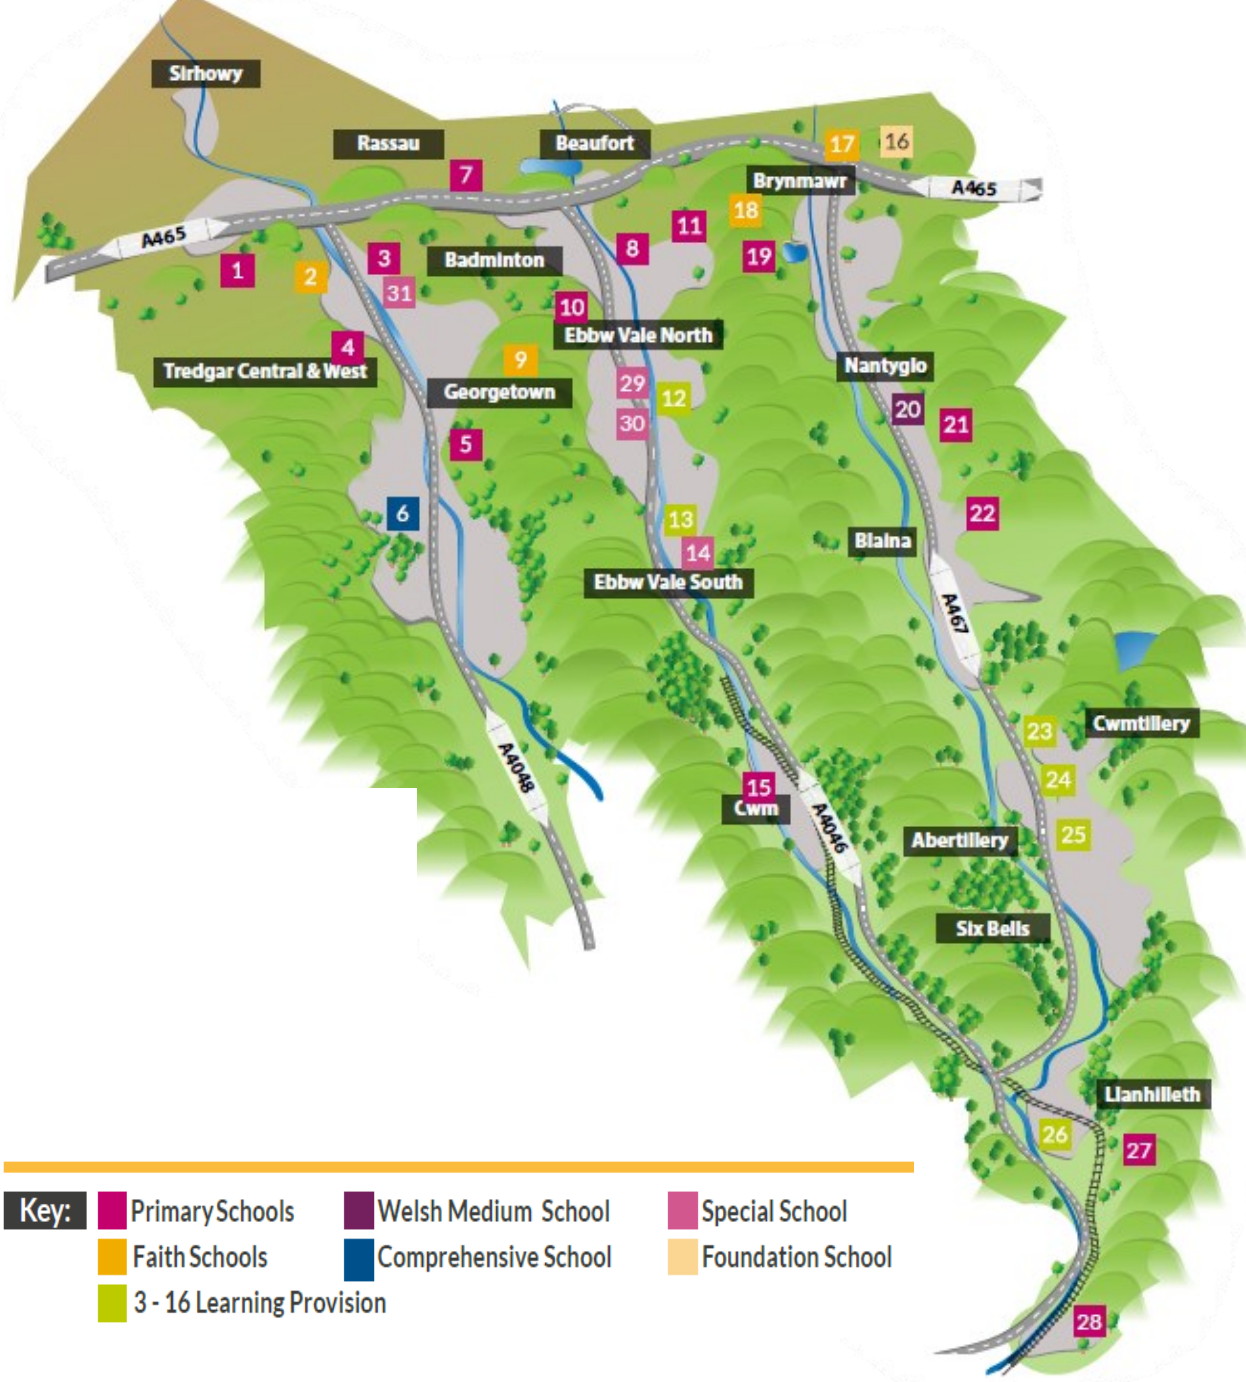 Sirhowy
Rassau
Beaufort
17
16
7
Brynmawr
A465
18
11
A465
8
3
Badminton
19
1
2
31
10
Ebbw Vale North
4
9
Nantyglo
Tredgar Central & West
29
Georgetown
12
20
30
21
5
6
22
13
Blaina
14
Ebbw Vale South
A467
23
Cwmtillery
A4048
24
15
Cwm
A4046
25
Abertillery
Six Bells
Llanhilleth
26
27
Key:
Primary Schools
Welsh Medium School
Special School
Faith Schools
Comprehensive School
Foundation School
3 - 16 Learning Provision
28